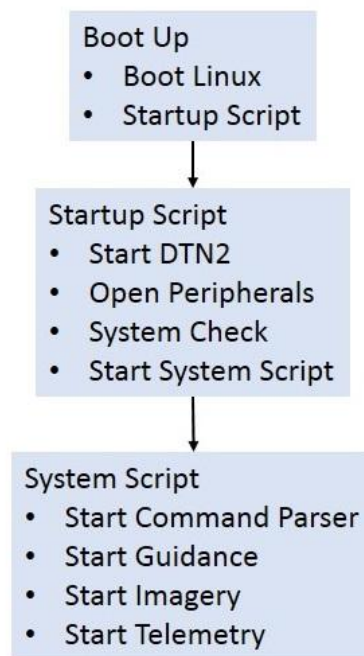 Boot Up
• Boot Linux
• Startup Script
Startup Script
• Start DTN2
• Open Peripherals
• System Check
• Start System Script
System Script
• Start Command Parser
• Start Guidance
• Start Imagery
• Start Telemetry